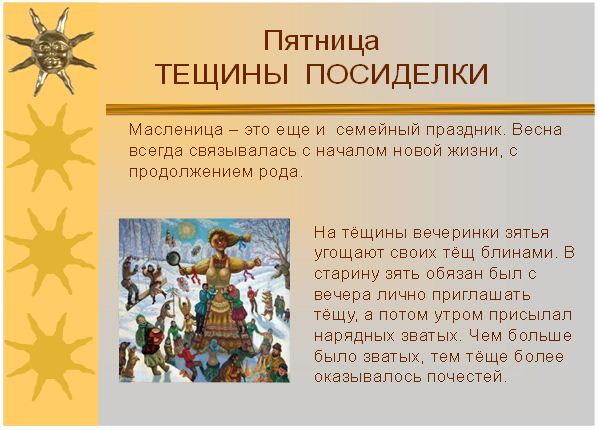 Пятница
ТЕЩИНЫ ПОСИДЕЛКИ
Масленица – это еще и семейный праздник. Весна
всегда связывалась с началом новой жизни, с
продолжением рода.
На тёщины вечеринки зятья
угощают своих тёщ блинами. В
старину зять обязан был с
вечера лично приглашать
тёщу, а потом утром присылал
нарядных зватых. Чем больше
было зватых, тем тёще более
оказывалось почестей.